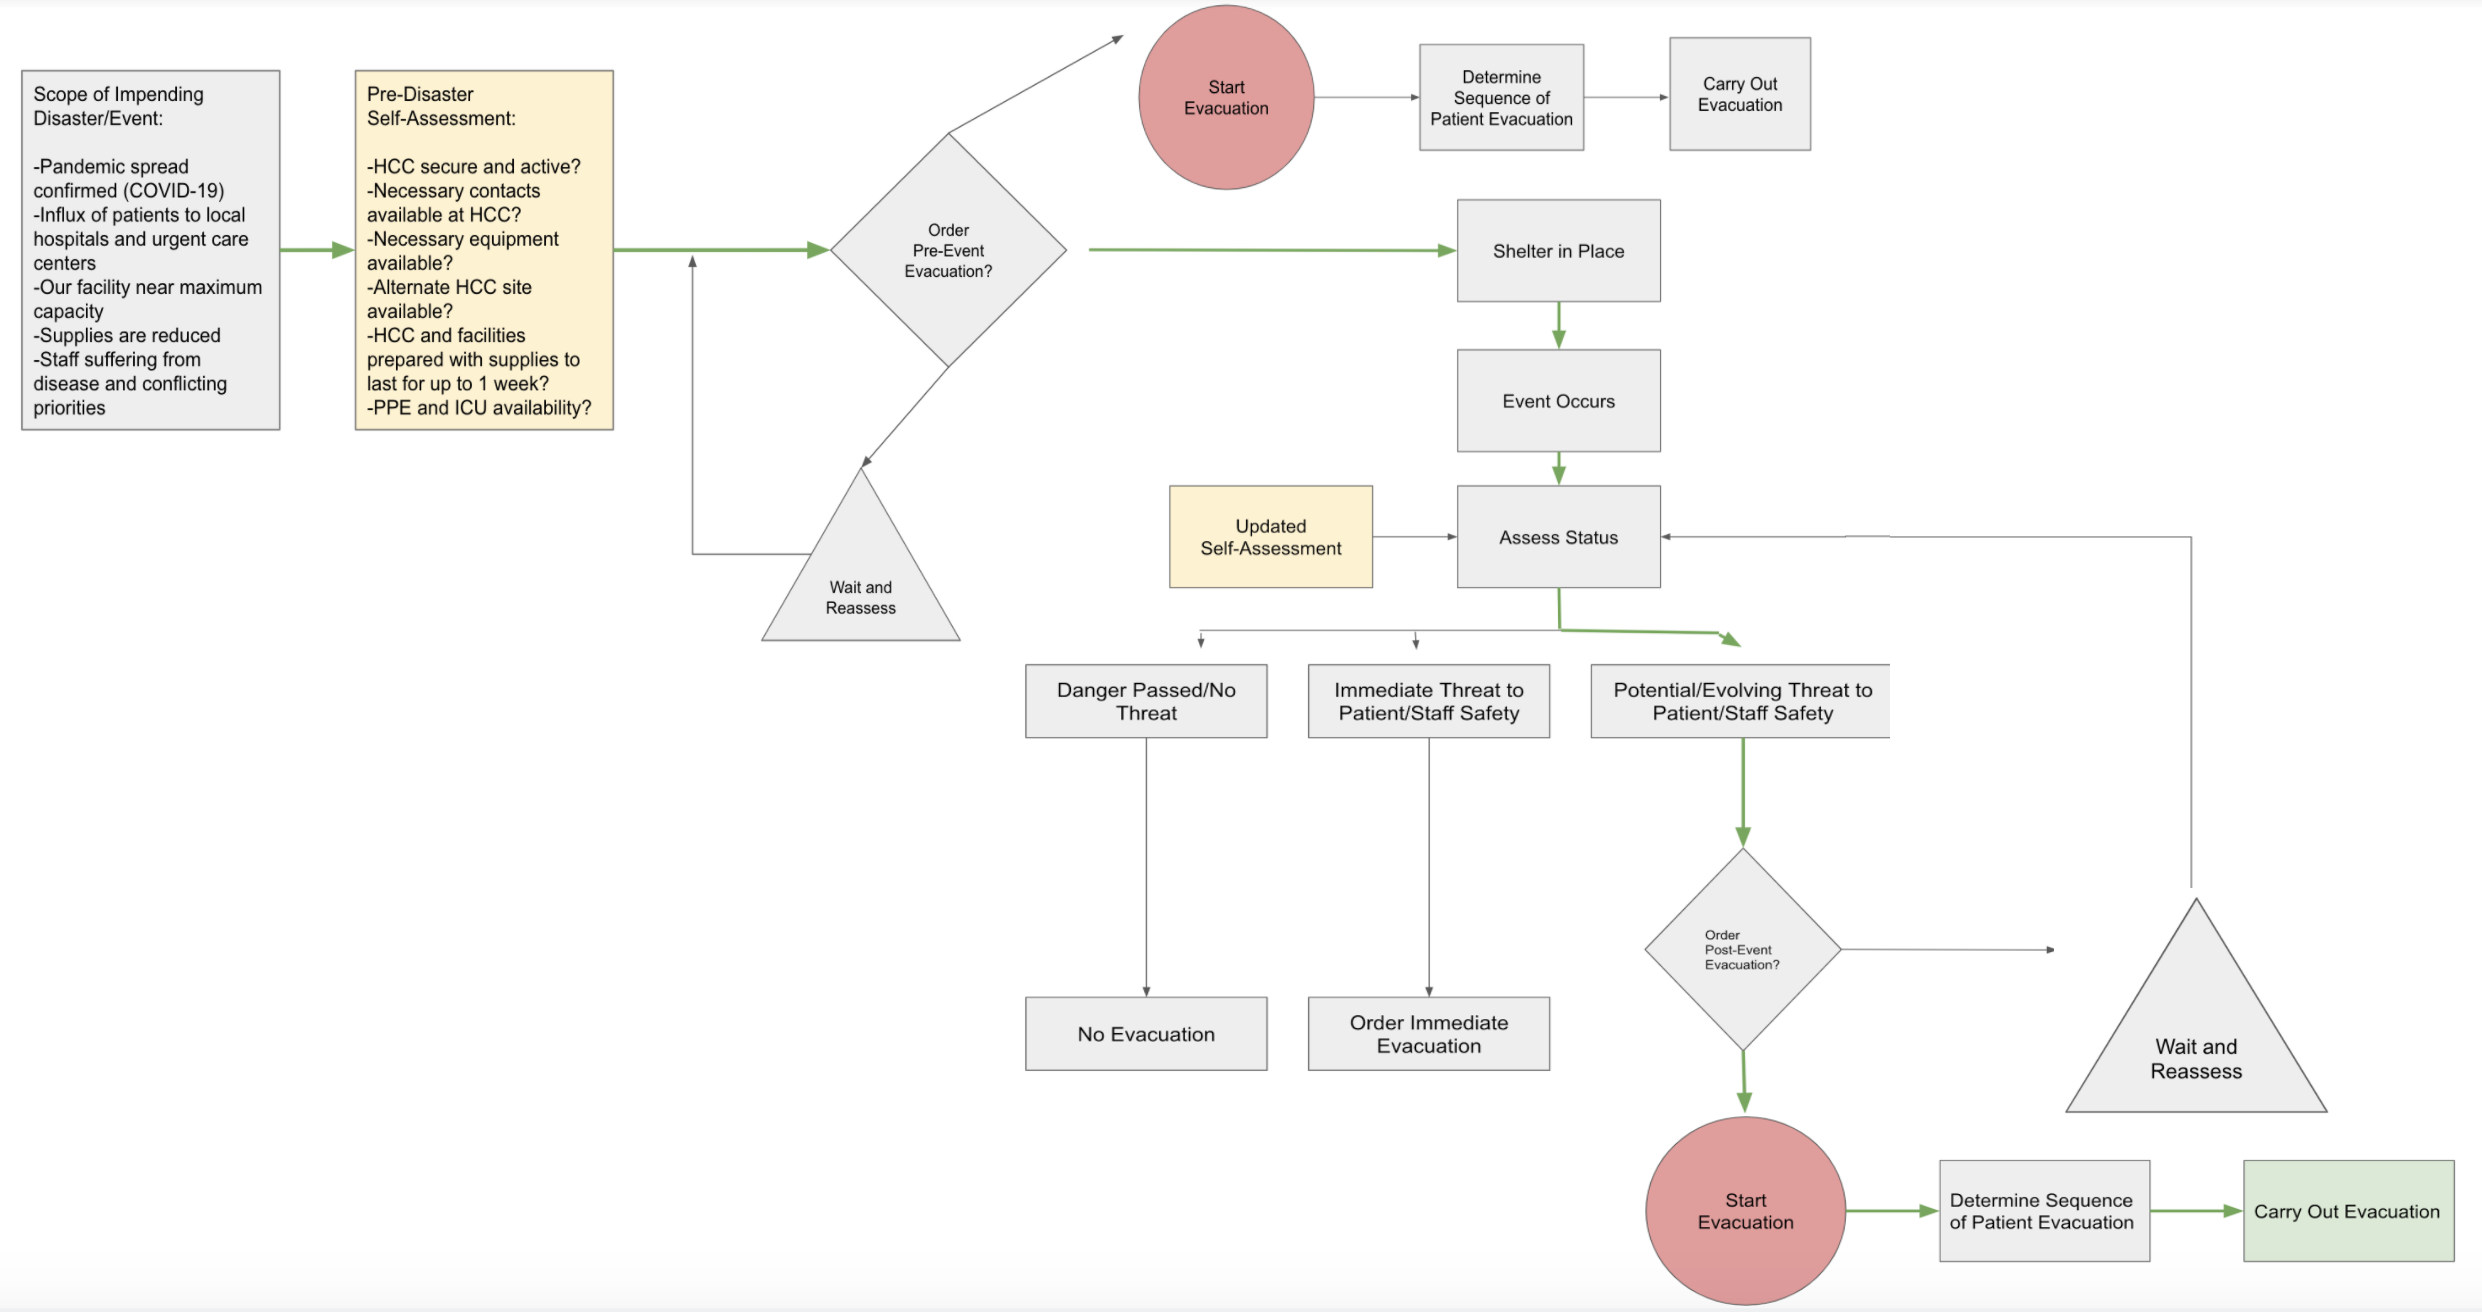 Scope of Impending
Disaster/Event:
-Pandemic spread
confirmed (COVID-19)
-Influx of patients to local
hospitals and urgent care
centers
-Our facility near maximum
capacity
-Supplies are reduced
-Staff suffering from
disease and conflicting
priorities
Pre-Disaster
Self-Assessment:
-HCC secure and active?
-Necessary contacts
available at HCC?
-Necessary equipment
available?
-Alternate HCC site
available?
-HCC and facilities
prepared with supplies to
last for up to 1 week?
-PPE and ICU availability?
Order
Pre-Event
Evacuation?
Wait and
Reassess
Start
Evacuation
Determine
Sequence of
Patient Evacuation
Carry Out
Evacuation
Shelter in Place
Event Occurs
Updated
Self-Assessment
Assess Status
Danger Passed/No
Threat
Immediate Threat to
Patient/Staff Safety
Potential/Evolving Threat to
Patient/Staff Safety
No Evacuation
Order Immediate
Evacuation
Order
Post-Event
Evacuation?
Wait and
Reassess
Start
Evacuation
Determine Sequence
of Patient Evacuation
Carry Out Evacuation